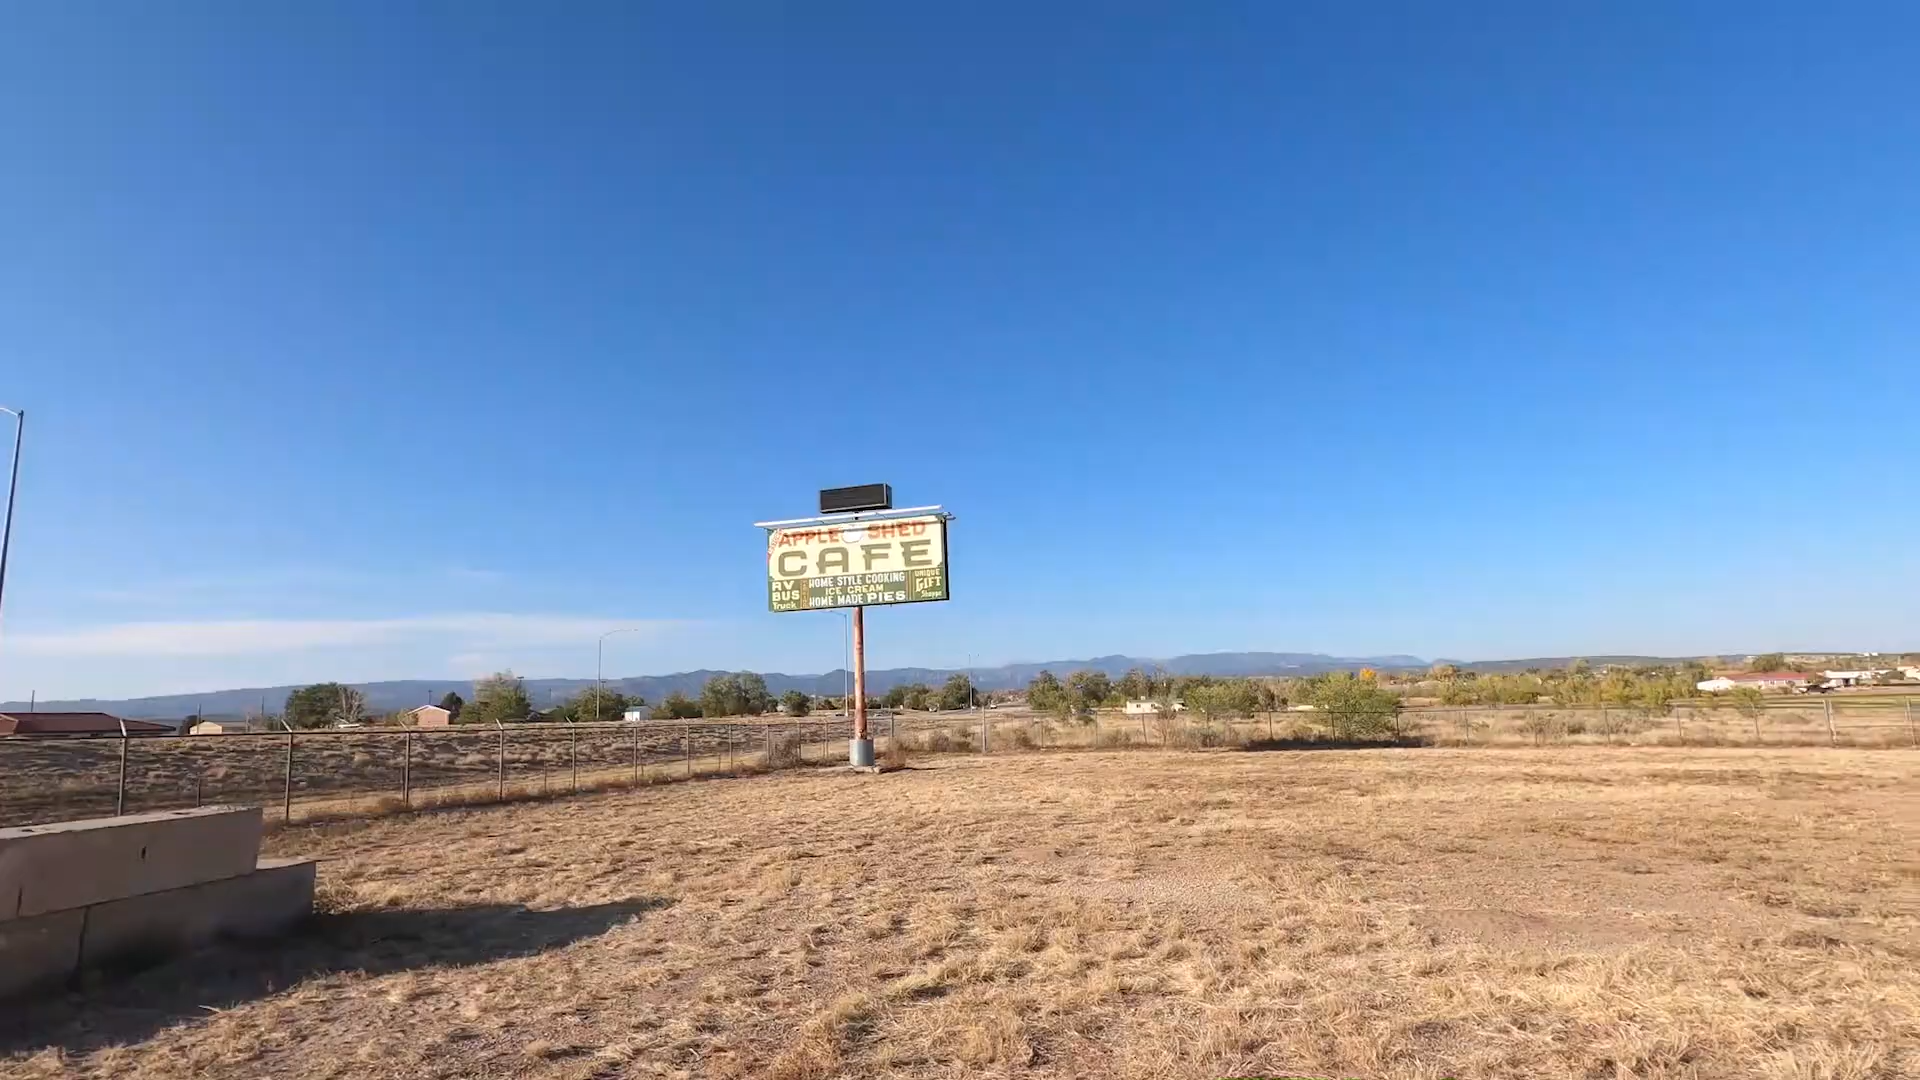 APPLE SHED
CAFE
RV
BUS
Truck
HOME STYLE COOKING
ICE CREAM
HOME MADE PIES
UNIQUE
GIFT
Shoppe